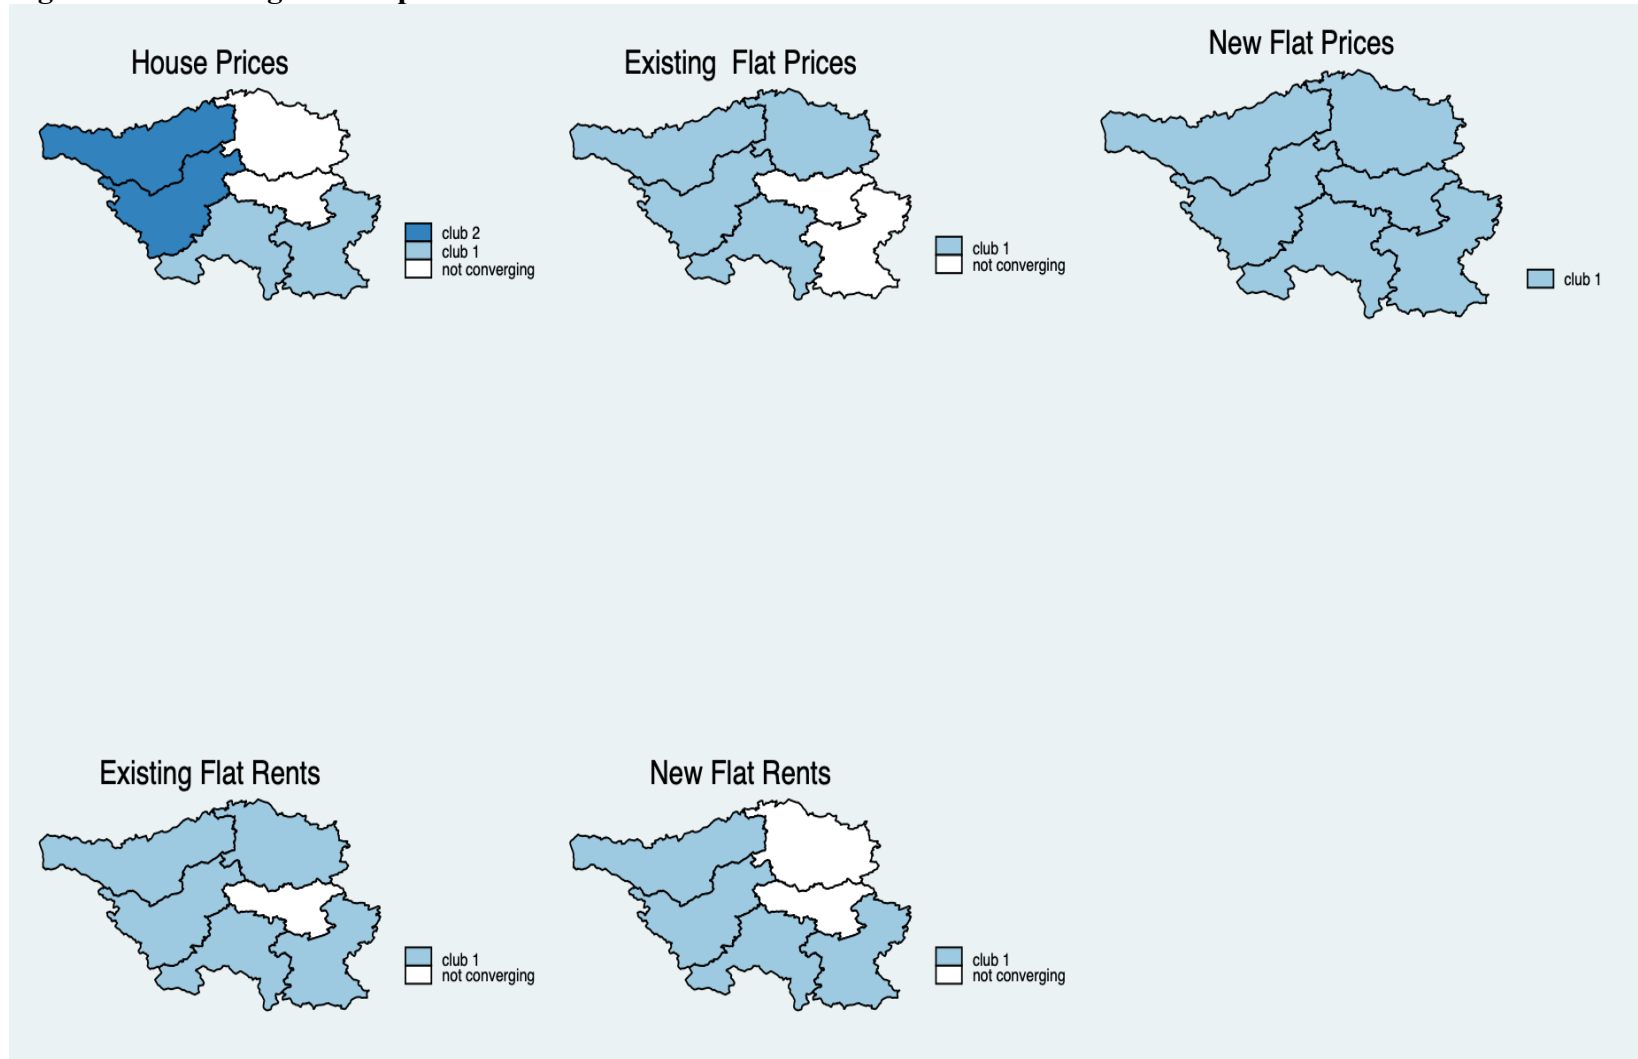 House Prices
club 2
club 1
not converging
Existing Flat Prices
club 1
not converging
New Flat Prices
club 1
Existing Flat Rents
club 1
not converging
New Flat Rents
club 1
not converging